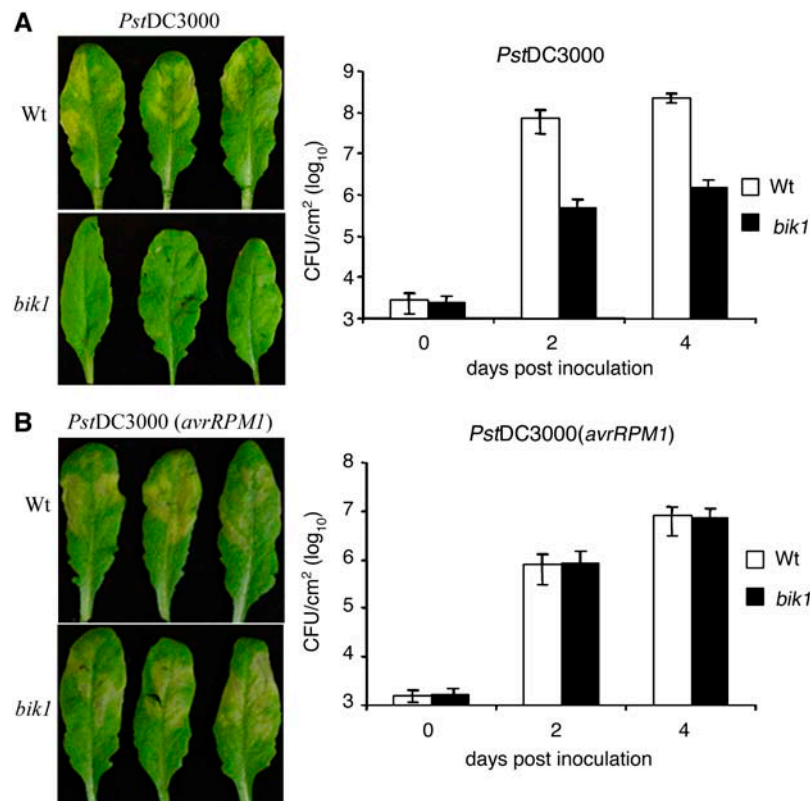 A
PstDC3000
Wt
bik1
PstDC3000
CFU/cm² (log₁₀)
9
8
7
6
5
4
3
0 2 4
days post inoculation
Wt
bik1
B
PstDC3000 (avrRPM1)
Wt
bik1
PstDC3000(avrRPM1)
CFU/cm² (log₁₀)
8
7
6
5
4
3
0 2 4
days post inoculation
Wt
bik1